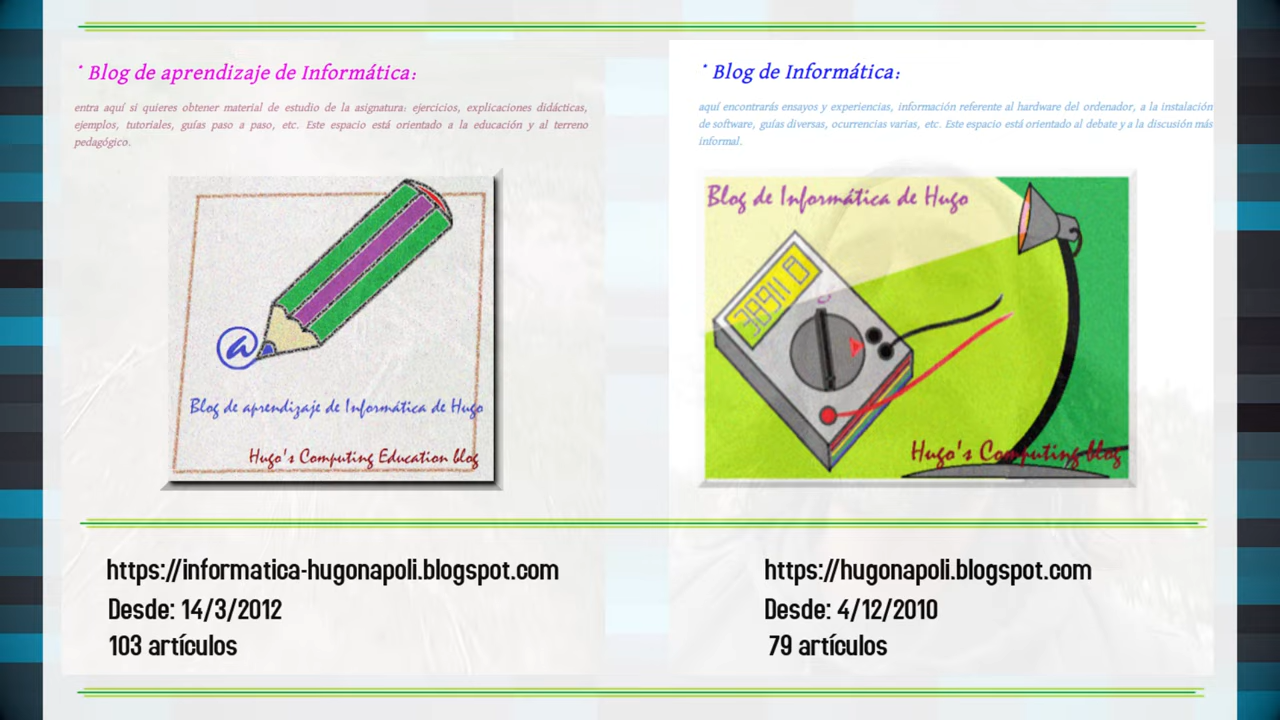 · Blog de aprendizaje de Informática:
entra aquí si quieres obtener material de estudio de la asignatura: ejercicios, explicaciones didácticas,
ejemplos, tutoriales, guías paso a paso, etc. Este espacio está orientado a la educación y al terreno
pedagógico.
@
Blog de aprendizaje de Informática de Hugo
Hugo's Computing Education blog
https://informatica-hugonapoli.blogspot.com
Desde: 14/3/2012
103 artículos
· Blog de Informática:
aquí encontrarás ensayos y experiencias, información referente al hardware del ordenador, a la instalación
de software, guías diversas, ocurrencias varias, etc. Este espacio está orientado al debate y a la discusión más
informal.
Blog de Informática de Hugo
38911 0
Hugo's Computing blog
https://hugonapoli.blogspot.com
Desde: 4/12/2010
79 artículos